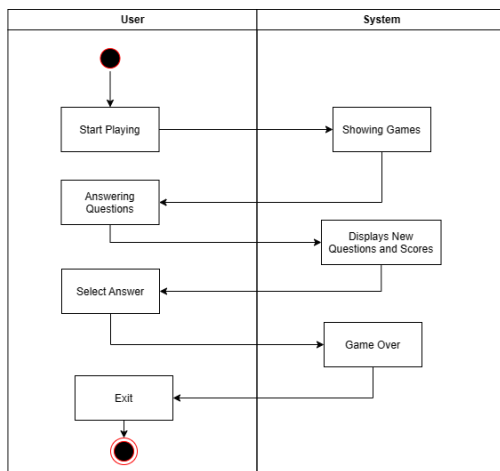 User
System
Start Playing
Showing Games
Answering
Questions
Displays New
Questions and Scores
Select Answer
Game Over
Exit